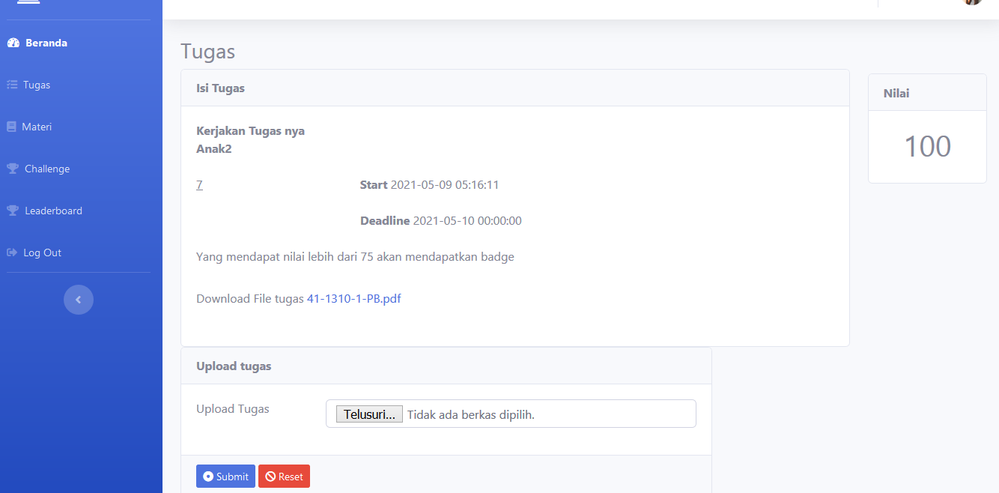 Beranda
Tugas
Materi
Challenge
Leaderboard
Log Out
Tugas
Isi Tugas
Kerjakan Tugas nya
Anak2
7
Start 2021-05-09 05:16:11
Deadline 2021-05-10 00:00:00
Yang mendapat nilai lebih dari 75 akan mendapatkan badge
Download File tugas 41-1310-1-PB.pdf
Nilai
100
Upload tugas
Upload Tugas
Telusuri... Tidak ada berkas dipilih.
Submit Reset